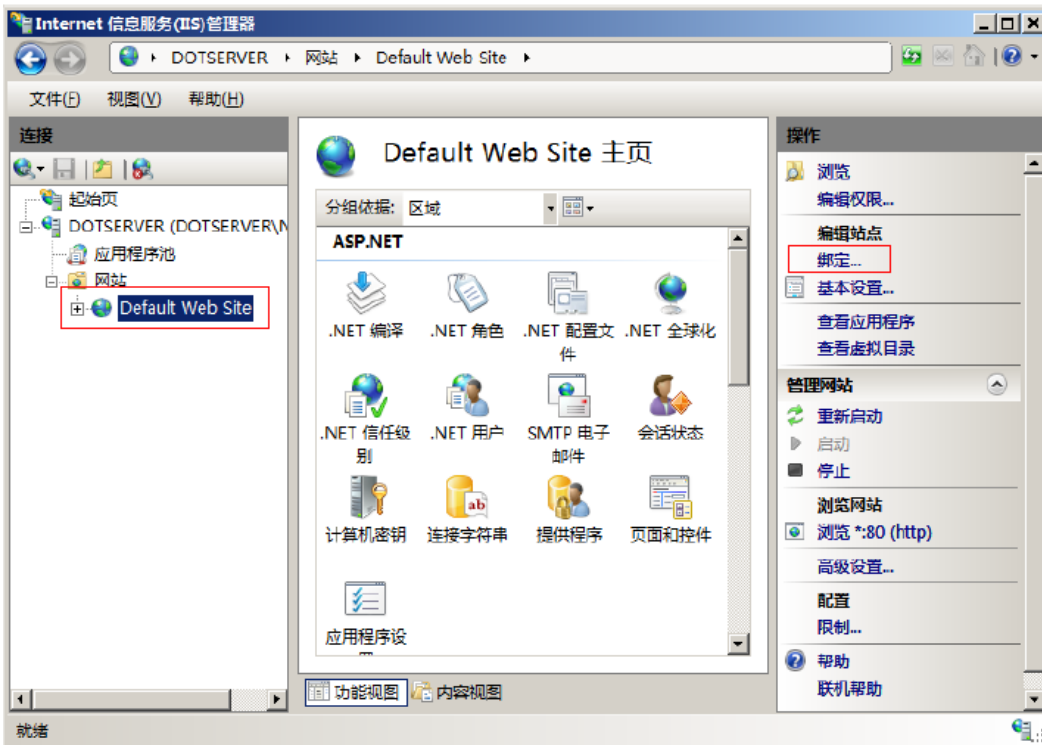 Internet 信息服务(IIS)管理器
DOTSERVER
网站
Default Web Site
文件(F)
视图(V)
帮助(H)
连接
起始页
DOTSERVER (DOTSERVER\
应用程序池
网站
Default Web Site
Default Web Site 主页
分组依据: 区域
ASP.NET
.NET 编译
.NET 角色
.NET 配置文
件
.NET 全球化
.NET 信任级
别
.NET 用户
SMTP 电子
邮件
会话状态
计算机密钥
连接字符串
提供程序
页面和控件
应用程序设
功能视图
内容视图
操作
浏览
编辑权限...
编辑站点
绑定...
基本设置...
查看应用程序
查看虚拟目录
管理网站
重新启动
启动
停止
浏览网站
浏览 *:80 (http)
高级设置...
配置
限制...
帮助
联机帮助
就绪